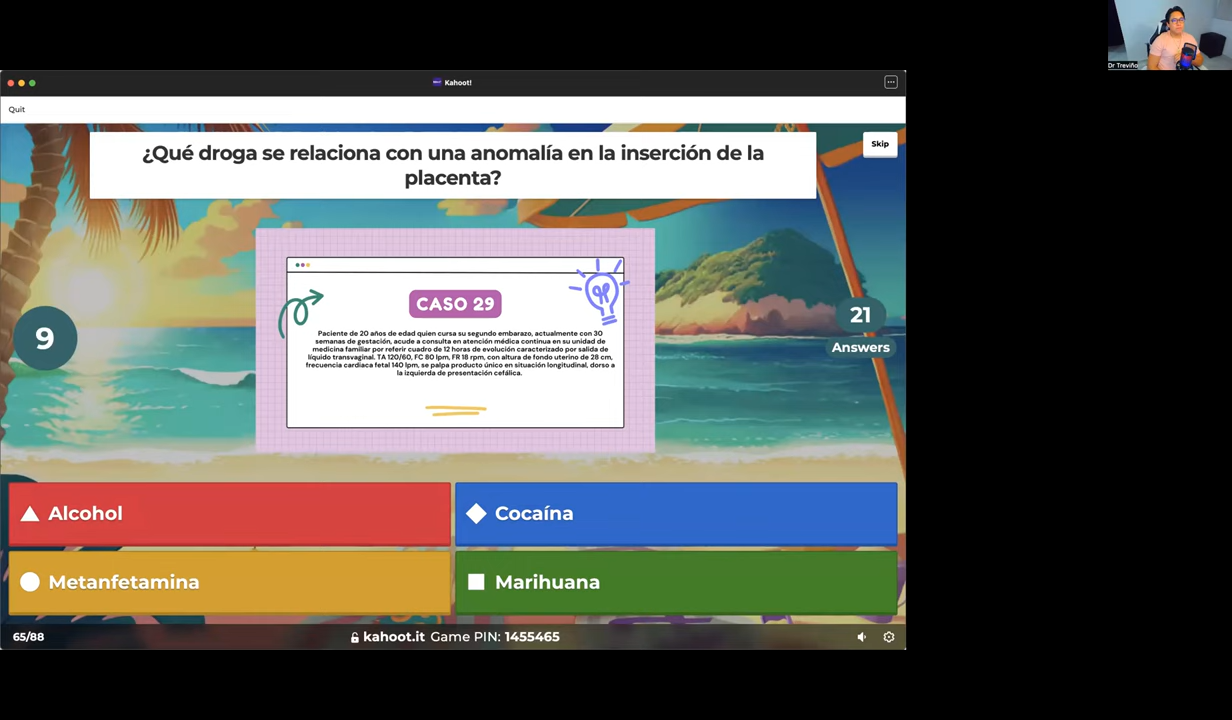 Dr Treviño
Kahoot!
Quit
¿Qué droga se relaciona con una anomalía en la inserción de la
placenta?
Skip
CASO 29
Paciente de 20 años de edad quien cursa su segundo embarazo, actualmente con 30
semanas de gestación, acude a consulta en atención médica continua en su unidad de
medicina familiar por referir cuadro de 12 horas de evolución caracterizado por salida de
líquido transvaginal. TA 120/60, FC 80 lpm, FR 18 rpm, con altura de fondo uterino de 28 cm,
frecuencia cardiaca fetal 140 lpm, se palpa producto único en situación longitudinal, dorso a
la izquierda de presentación cefálica.
9
21
Answers
Alcohol
Cocaína
Metanfetamina
Marihuana
65/88
kahoot.it Game PIN: 1455465